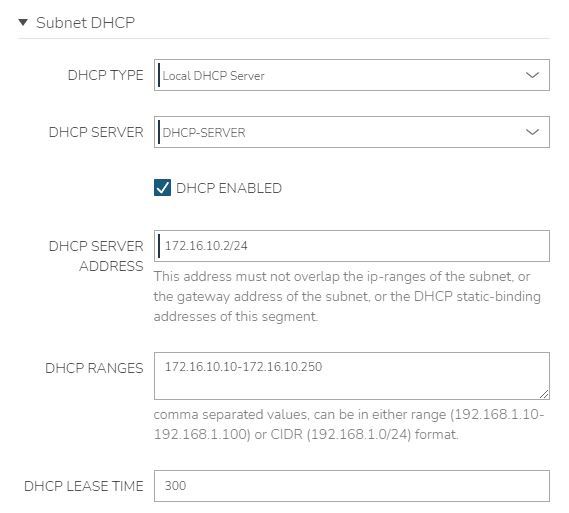 Subnet DHCP
DHCP TYPE
Local DHCP Server
DHCP SERVER
DHCP-SERVER
DHCP ENABLED
DHCP SERVER
ADDRESS
172.16.10.2/24
This address must not overlap the ip-ranges of the subnet, or
the gateway address of the subnet, or the DHCP static-binding
addresses of this segment.
DHCP RANGES
172.16.10.10-172.16.10.250
comma separated values, can be in either range (192.168.1.10-
192.168.1.100) or CIDR (192.168.1.0/24) format.
DHCP LEASE TIME
300